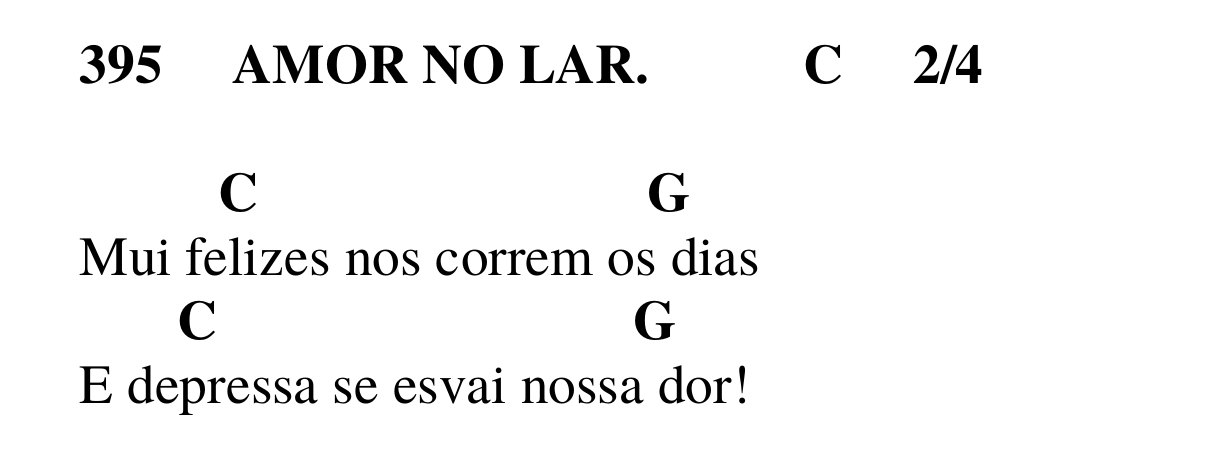 395 AMOR NO LAR. C 2/4
C G
Mui felizes nos correm os dias
C G
E depressa se esvai nossa dor!